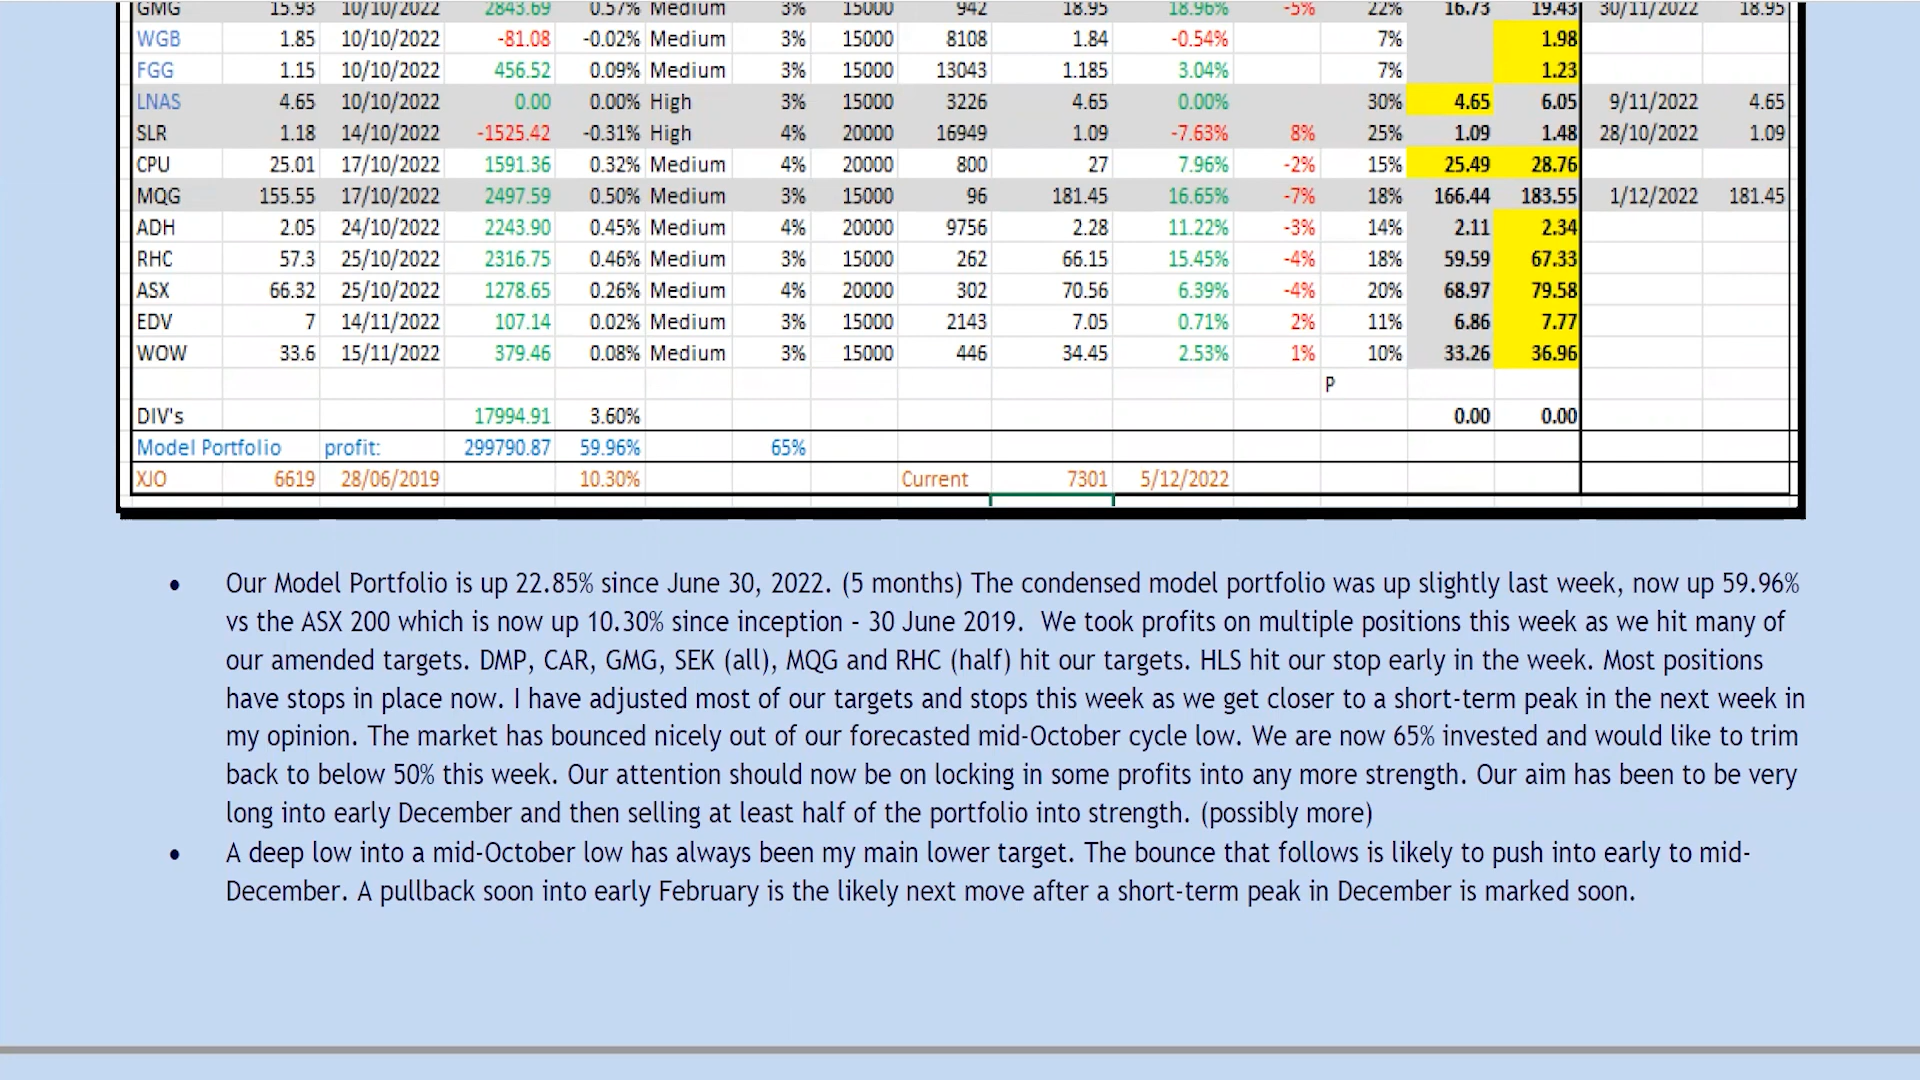 GMG 15.93 10/10/2022 2843.69 0.57% Medium 3% 15000 942 18.95 18.96% -5% 22% 16.73 19.43 30/11/2022 18.95
WGB 1.85 10/10/2022 -81.08 -0.02% Medium 3% 15000 8108 1.84 -0.54% 7% 1.98
FGG 1.15 10/10/2022 456.52 0.09% Medium 3% 15000 13043 1.185 3.04% 7% 1.23
LNAS 4.65 10/10/2022 0.00 0.00% High 3% 15000 3226 4.65 0.00% 30% 4.65 6.05 9/11/2022 4.65
SLR 1.18 14/10/2022 -1525.42 -0.31% High 4% 20000 16949 1.09 -7.63% 8% 25% 1.09 1.48 28/10/2022 1.09
CPU 25.01 17/10/2022 1591.36 0.32% Medium 4% 20000 800 27 7.96% -2% 15% 25.49 28.76
MQG 155.55 17/10/2022 2497.59 0.50% Medium 3% 15000 96 181.45 16.65% -7% 18% 166.44 183.55 1/12/2022 181.45
ADH 2.05 24/10/2022 2243.90 0.45% Medium 4% 20000 9756 2.28 11.22% -3% 14% 2.11 2.34
RHC 57.3 25/10/2022 2316.75 0.46% Medium 3% 15000 262 66.15 15.45% -4% 18% 59.59 67.33
ASX 66.32 25/10/2022 1278.65 0.26% Medium 4% 20000 302 70.56 6.39% -4% 20% 68.97 79.58
EDV 7 14/11/2022 107.14 0.02% Medium 3% 15000 2143 7.05 0.71% 2% 11% 6.86 7.77
WOW 33.6 15/11/2022 379.46 0.08% Medium 3% 15000 446 34.45 2.53% 1% 10% 33.26 36.96
P
DIV's 17994.91 3.60% 0.00 0.00
Model Portfolio profit: 299790.87 59.96% 65%
XJO 6619 28/06/2019 10.30% Current 7301 5/12/2022
• Our Model Portfolio is up 22.85% since June 30, 2022. (5 months) The condensed model portfolio was up slightly last week, now up 59.96%
vs the ASX 200 which is now up 10.30% since inception - 30 June 2019. We took profits on multiple positions this week as we hit many of
our amended targets. DMP, CAR, GMG, SEK (all), MQG and RHC (half) hit our targets. HLS hit our stop early in the week. Most positions
have stops in place now. I have adjusted most of our targets and stops this week as we get closer to a short-term peak in the next week in
my opinion. The market has bounced nicely out of our forecasted mid-October cycle low. We are now 65% invested and would like to trim
back to below 50% this week. Our attention should now be on locking in some profits into any more strength. Our aim has been to be very
long into early December and then selling at least half of the portfolio into strength. (possibly more)
• A deep low into a mid-October low has always been my main lower target. The bounce that follows is likely to push into early to mid-
December. A pullback soon into early February is the likely next move after a short-term peak in December is marked soon.